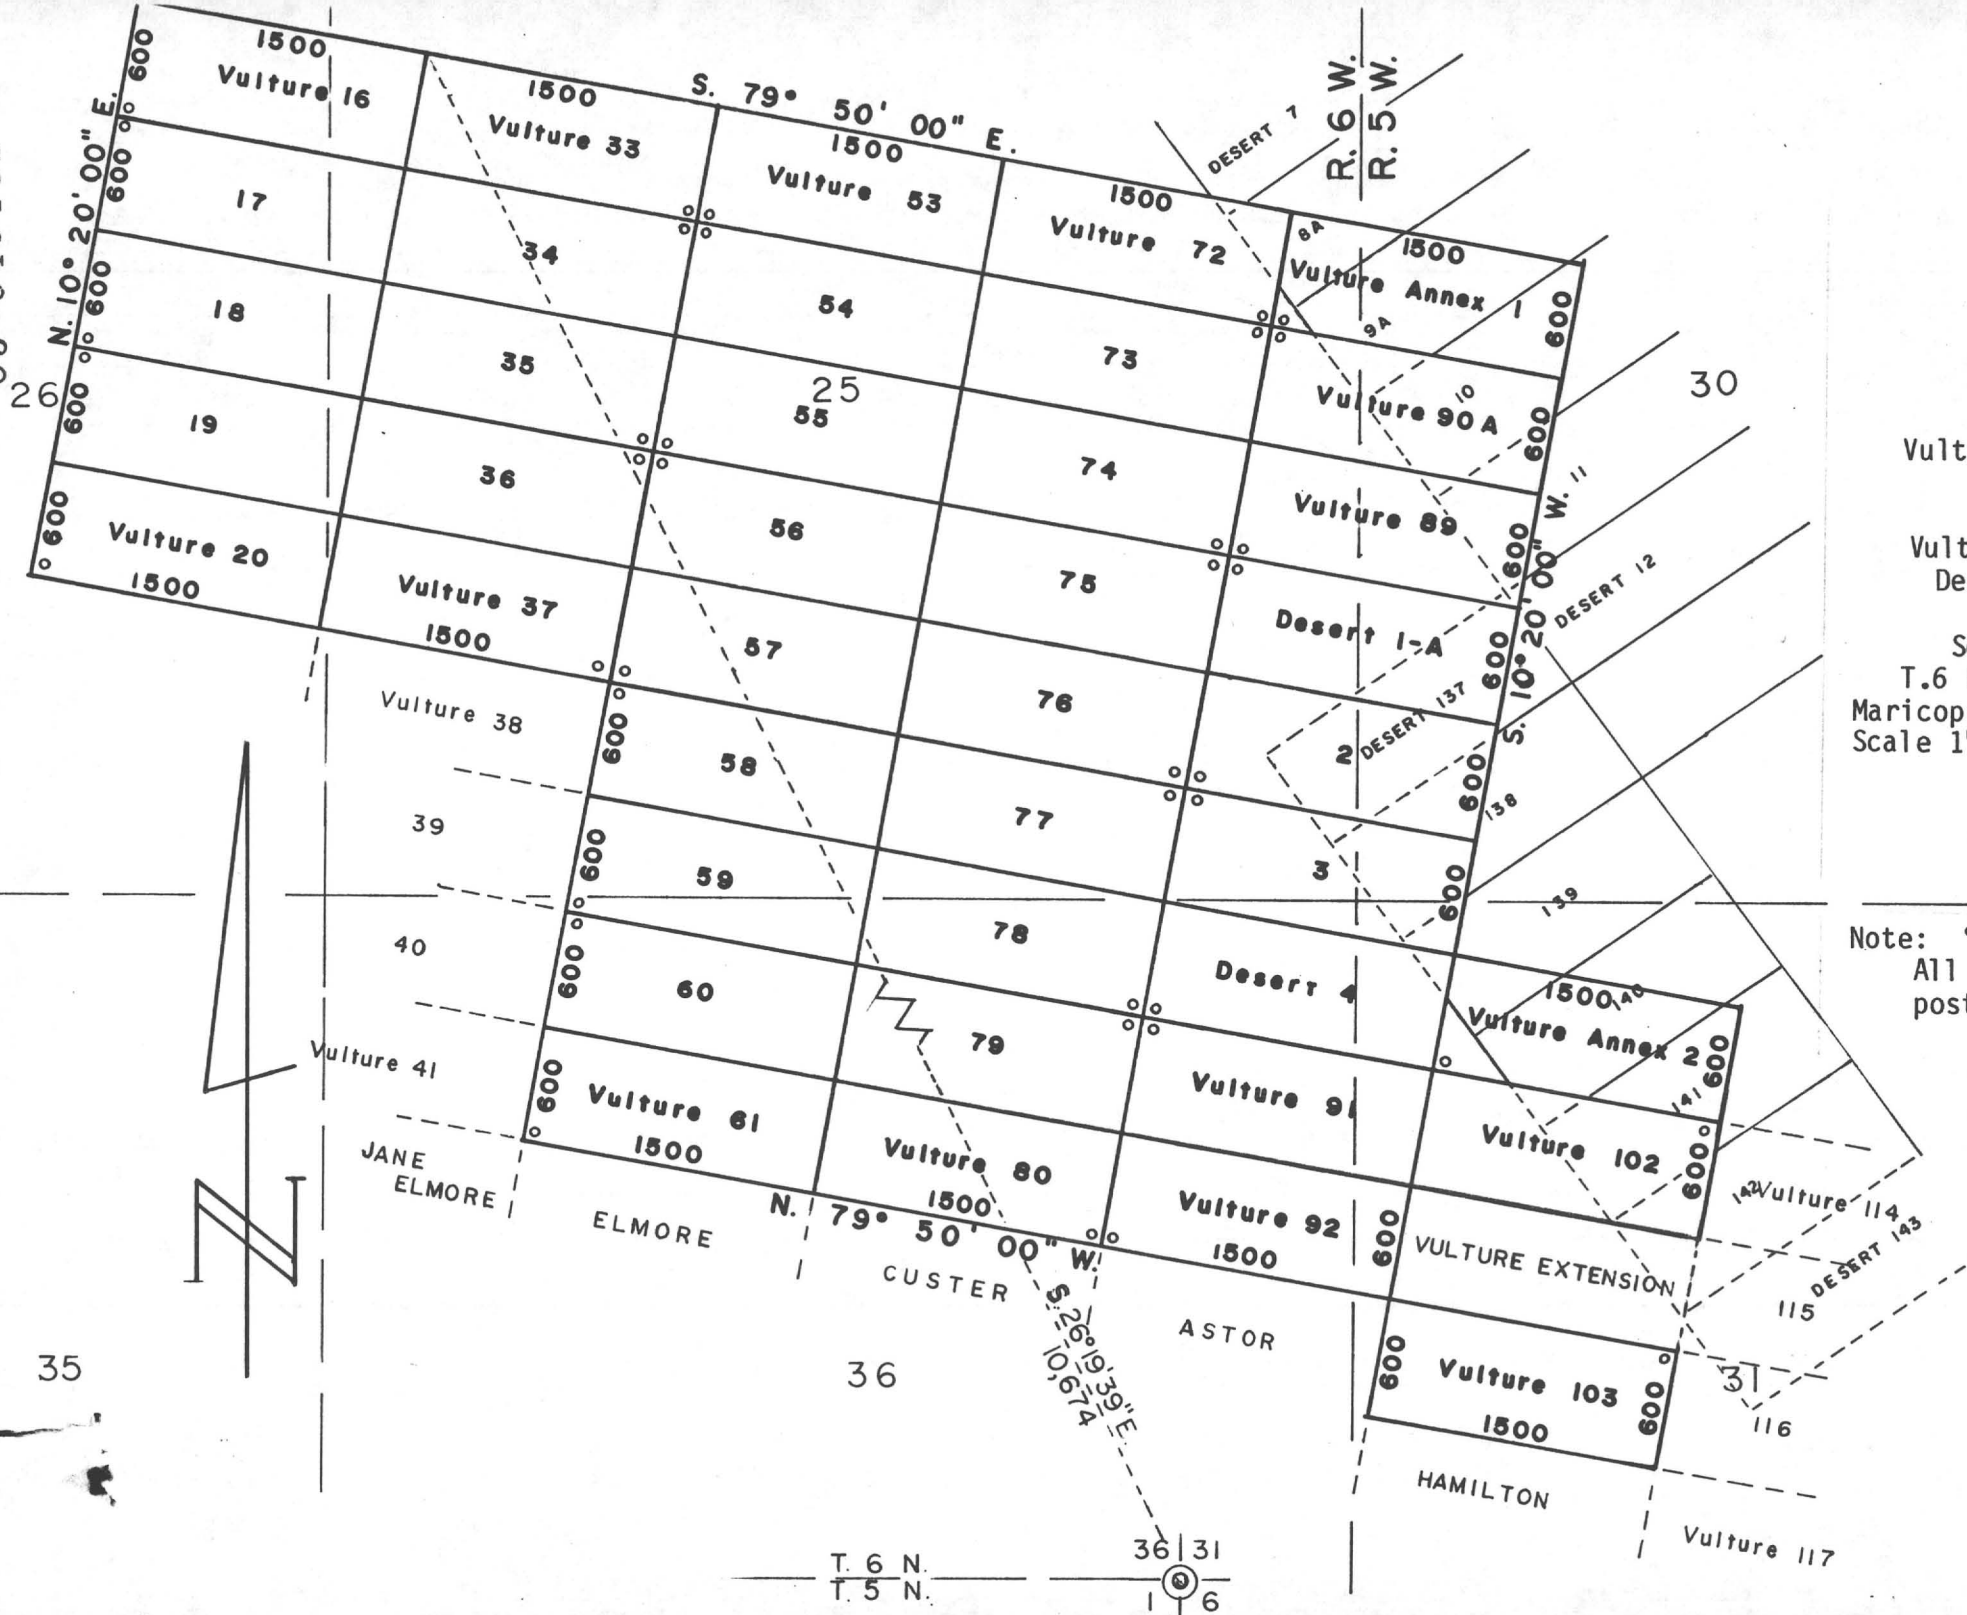 1500
Vulture 16
600
S. 79° 50' 00" E.
1500
Vulture 33
1500
Vulture 53
1500
Vulture 72
R. 6 W.
R. 5 W.
DESERT 7
8A
1500
Vulture Annex 1
600
9A
N. 10° 20' 00" E.
600
17
34
54
73
10
Vulture 90 A
600
30
600
18
35
25
55
74
Vulture 89
600
S. 10° 20' 00" W.
11
26
600
19
36
56
75
Desert 1-A
600
DESERT 12
600
Vulture 20
1500
Vulture 37
1500
57
76
2
DESERT 137
600
Vulture 38
600
58
77
3
138
600
39
600
59
78
Desert 4
139
40
600
60
79
Vulture 91
1500
140
Vulture Annex 2
600
141
Vulture 41
600
Vulture 61
1500
Vulture 80
1500
Vulture 92
1500
600
Vulture 102
600
142
Vulture 114
JANE
ELMORE
ELMORE
N. 79° 50' 00" W.
CUSTER
ASTOR
VULTURE EXTENSION
DESERT 143
115
S. 26° 19' 39" E.
10,674
35
36
600
Vulture 103
1500
600
31
116
HAMILTON
Vulture 117
T. 6 N.
T. 5 N.
36 31
1 6
N
Vult
Vult
De
T.6
Maricop
Scale 1"
Note:
All
post